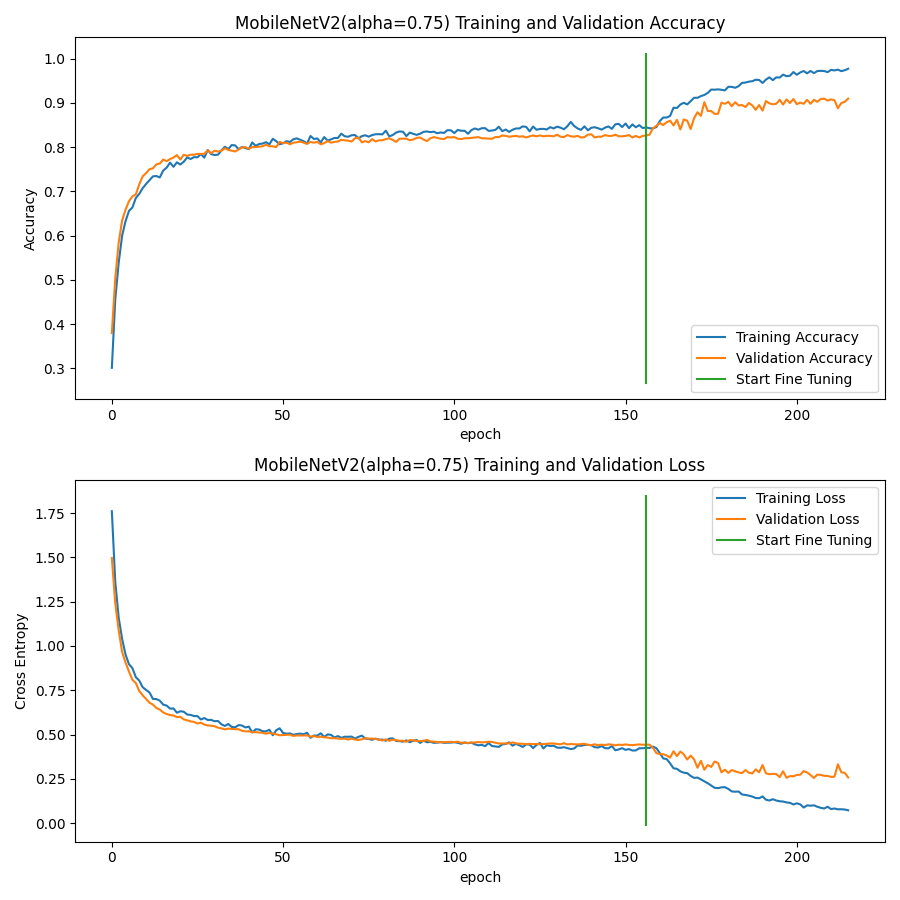 MobileNetV2(alpha=0.75) Training and Validation Accuracy
1.0
0.9
0.8
0.7
0.6
0.5
0.4
0.3
Accuracy
Training Accuracy
Validation Accuracy
Start Fine Tuning
0 50 100 150 200
epoch
MobileNetV2(alpha=0.75) Training and Validation Loss
1.75
1.50
1.25
1.00
0.75
0.50
0.25
0.00
Cross Entropy
Training Loss
Validation Loss
Start Fine Tuning
0 50 100 150 200
epoch